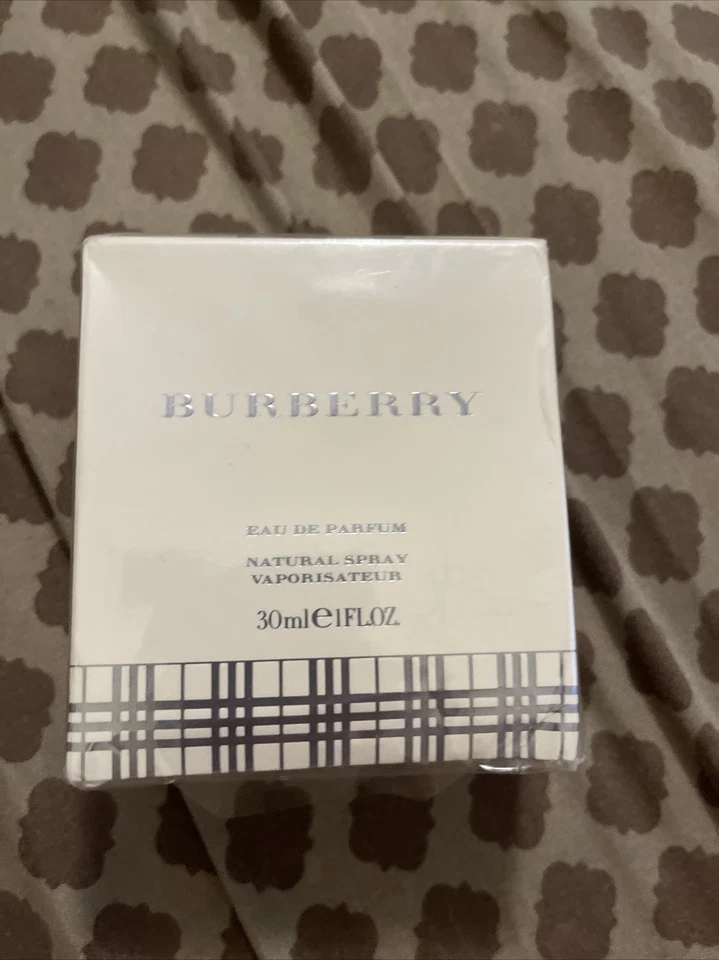 BURBERRY
EAU DE PARFUM
NATURAL SPRAY
VAPORISATEUR
30ml℮1FL.OZ.